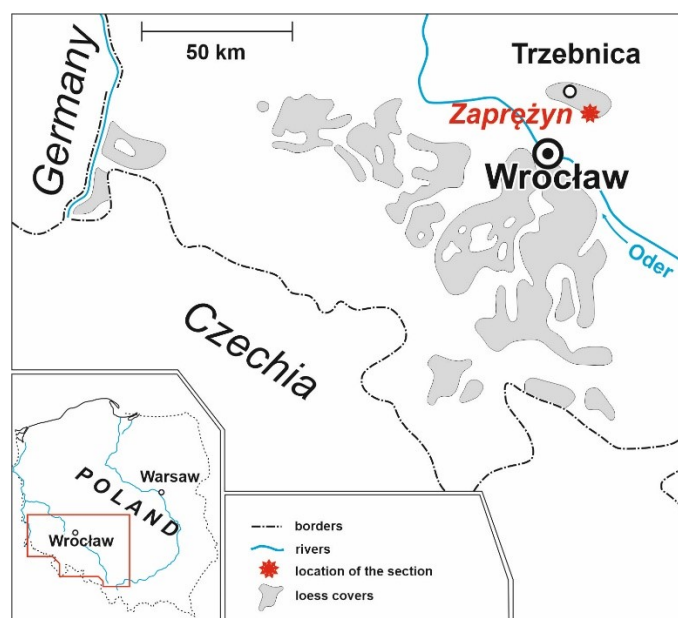 50 km
Trzebnica
Zaprężyn
Wrocław
Oder
Germany
Czechia
POLAND
Warsaw
Wrocław
borders
rivers
location of the section
loess covers